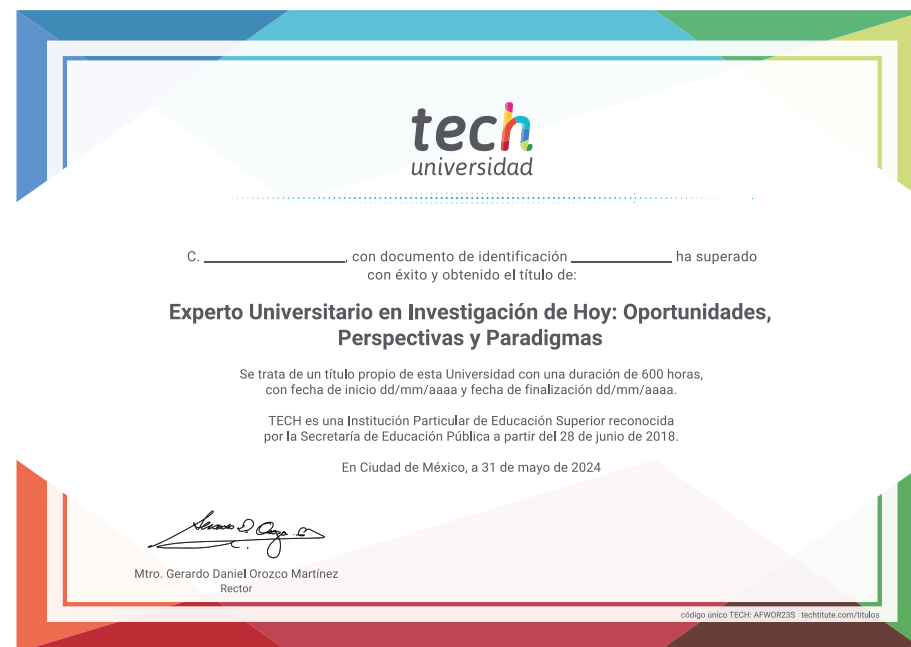 tech
universidad
C. ____________, con documento de identificación ____________ ha superado
con éxito y obtenido el título de:
Experto Universitario en Investigación de Hoy: Oportunidades,
Perspectivas y Paradigmas
Se trata de un título propio de esta Universidad con una duración de 600 horas,
con fecha de inicio dd/mm/aaaa y fecha de finalización dd/mm/aaaa.
TECH es una Institución Particular de Educación Superior reconocida
por la Secretaría de Educación Pública a partir del 28 de junio de 2018.
En Ciudad de México, a 31 de mayo de 2024
Mtro. Gerardo Daniel Orozco Martínez
Rector
código único TECH: AFWOR23S techtitute.com/titulos